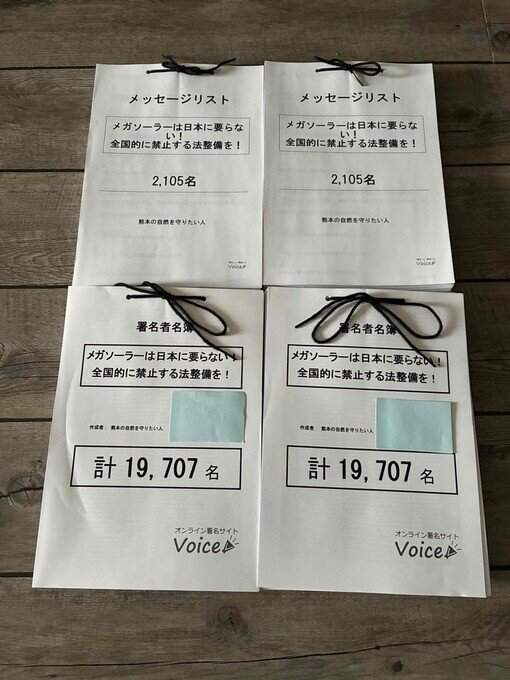 メッセージリスト
メガソーラーは日本に要らな
い！
全国的に禁止する法整備を！
2,105名
熊本の自然を守りたい人
Voice
メッセージリスト
メガソーラーは日本に要らな
い！
全国的に禁止する法整備を！
2,105名
熊本の自然を守りたい人
Voice
署名者名簿
メガソーラーは日本に要らない！
全国的に禁止する法整備を！
作成者： 熊本の自然を守りたい人
計 19,707 名
オンライン署名サイト
Voice
署名者名簿
メガソーラーは日本に要らない！
全国的に禁止する法整備を！
作成者： 熊本の自然を守りたい人
計 19,707 名
オンライン署名サイト
Voice